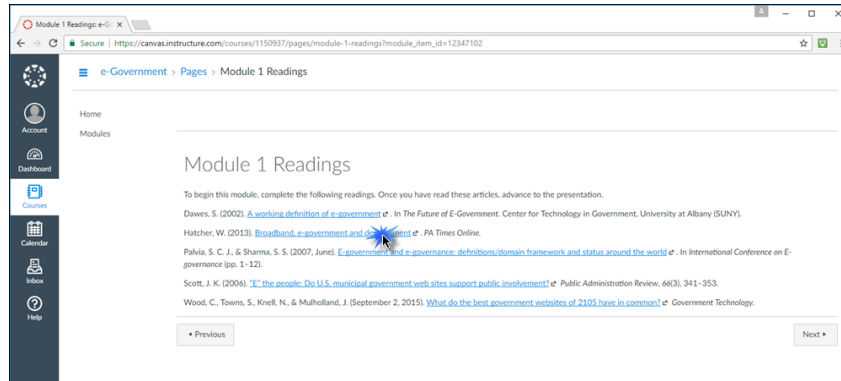 Module 1 Readings: e-G
Secure | https://canvas.instructure.com/courses/1150937/pages/module-1-readings?module_item_id=12347102
e-Government > Pages > Module 1 Readings
Account
Dashboard
Courses
Calendar
Inbox
Help
Home
Modules
Module 1 Readings
To begin this module, complete the following readings. Once you have read these articles, advance to the presentation.
Dawes, S. (2002). A working definition of e-government . In The Future of E-Government. Center for Technology in Government, University at Albany (SUNY).
Hatcher, W. (2013). Broadband, e-government and . PA Times Online.
Palvia, S. C. J., & Sharma, S. S. (2007, June). E-government and e-governance: definitions/domain framework and status around the world . In International Conference on E-
governance (pp. 1–12).
Scott, J. K. (2006). "E" the people: Do U.S. municipal government web sites support public involvement? Public Administration Review, 66(3), 341–353.
Wood, C., Towns, S., Knell, N., & Mulholland, J. (September 2, 2015). What do the best government websites of 2105 have in common? Government Technology.
Previous
Next